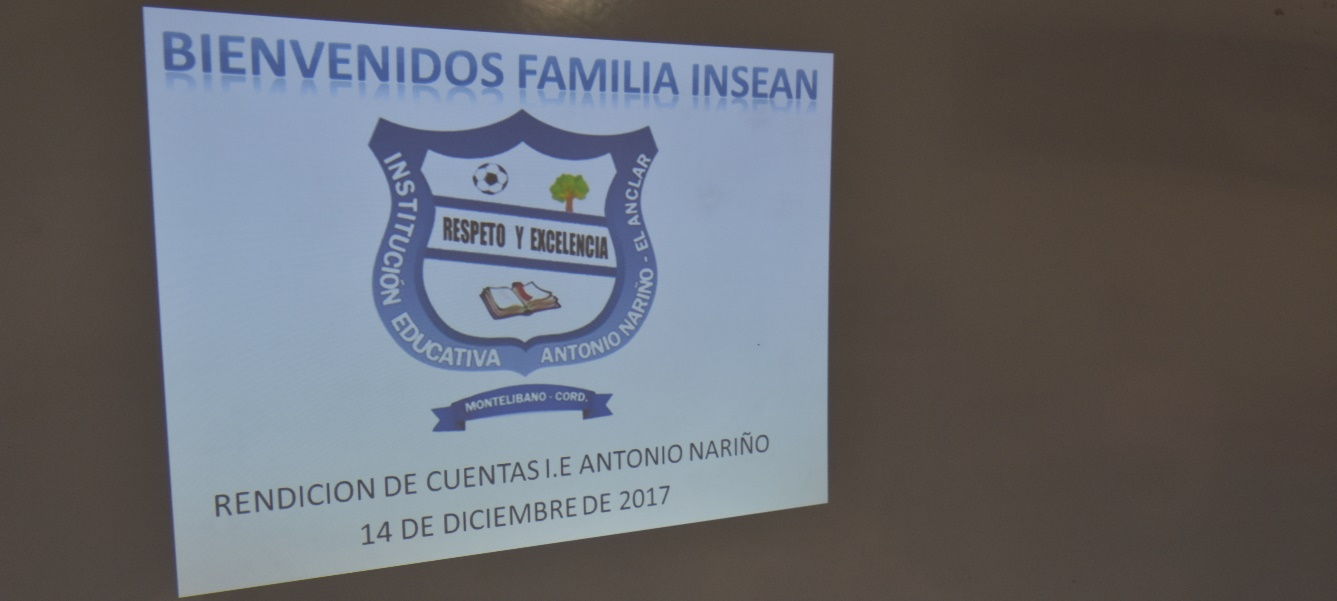 BIENVENIDOS FAMILIA INSEAN
INSTITUCIÓN EDUCATIVA ANTONIO NARIÑO - EL ANCLAR
RESPETO Y EXCELENCIA
MONTELIBANO - CORD.
RENDICION DE CUENTAS I.E ANTONIO NARIÑO
14 DE DICIEMBRE DE 2017